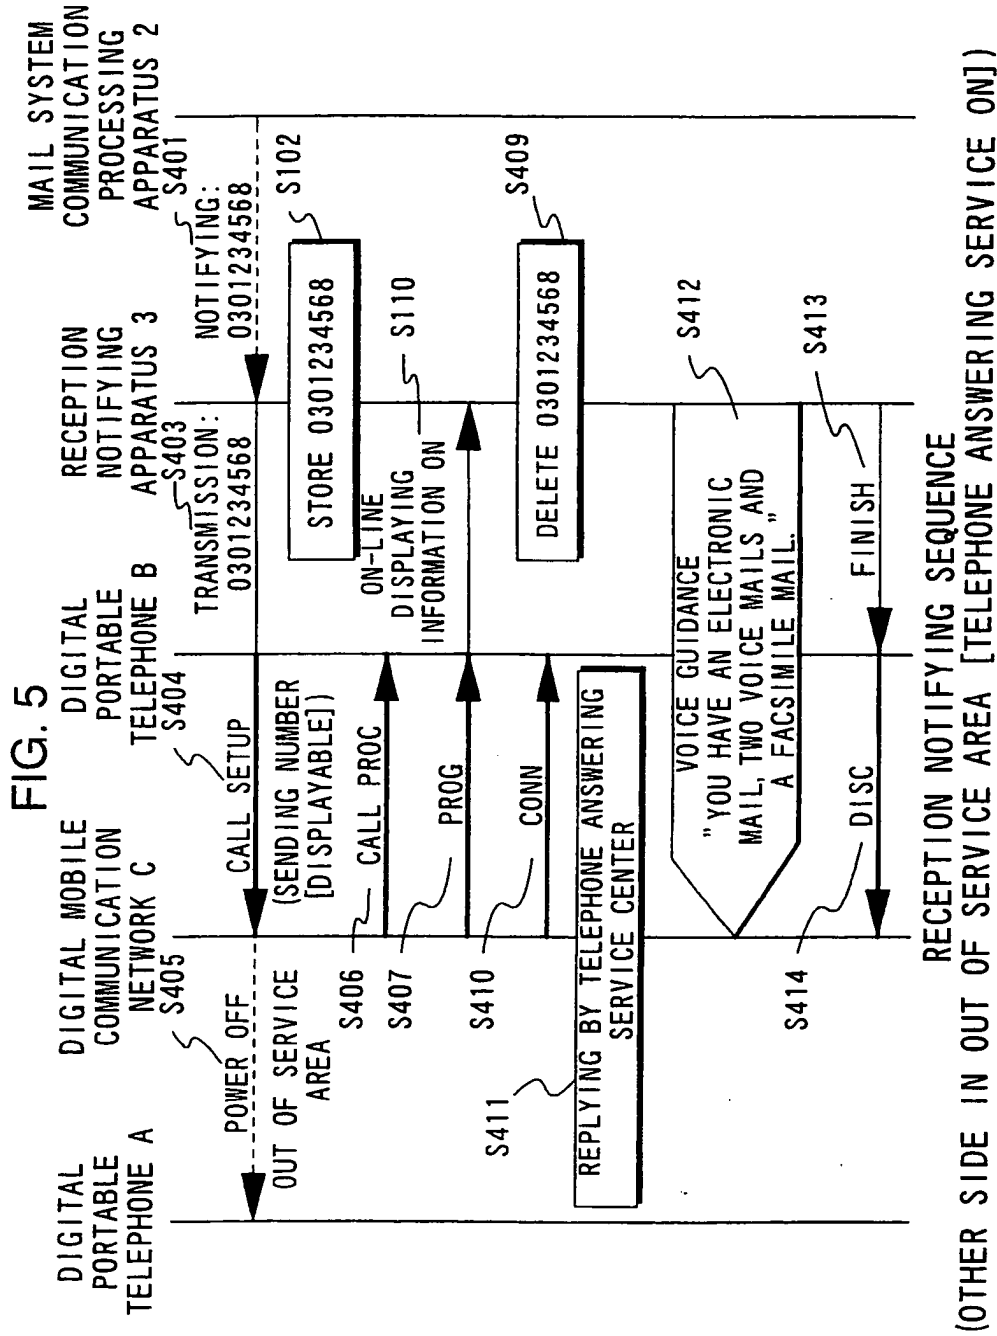 FIG. 5
DIGITAL
PORTABLE
TELEPHONE A
DIGITAL MOBILE
COMMUNICATION
NETWORK C
DIGITAL
PORTABLE
TELEPHONE B
RECEPTION
NOTIFYING
APPARATUS 3
MAIL SYSTEM
COMMUNICATION
PROCESSING
APPARATUS 2
S401
NOTIFYING:
0301234568
S102
STORE 0301234568
S403
TRANSMISSION:
0301234568
S404
CALL SETUP
(SENDING NUMBER
[DISPLAYABLE])
S405
POWER OFF
OUT OF SERVICE
AREA
S406
CALL PROC
S407
PROG
S110
ON-LINE
DISPLAYING
INFORMATION ON
S409
DELETE 0301234568
S410
CONN
S411
REPLYING BY TELEPHONE ANSWERING
SERVICE CENTER
S412
VOICE GUIDANCE
"YOU HAVE AN ELECTRONIC
MAIL, TWO VOICE MAILS AND
A FACSIMILE MAIL."
S413
FINISH
S414
DISC
RECEPTION NOTIFYING SEQUENCE
(OTHER SIDE IN OUT OF SERVICE AREA [TELEPHONE ANSWERING SERVICE ON])